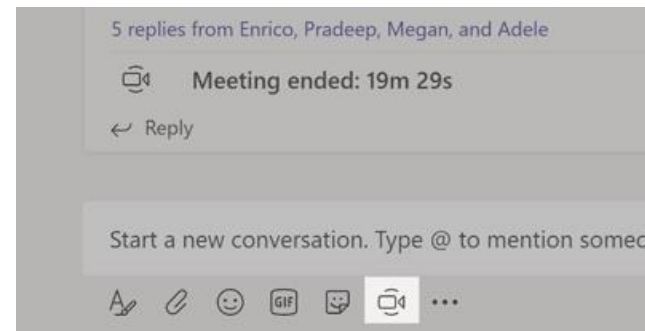 5 replies from Enrico, Pradeep, Megan, and Adele
Meeting ended: 19m 29s
Reply
Start a new conversation. Type @ to mention
GIF